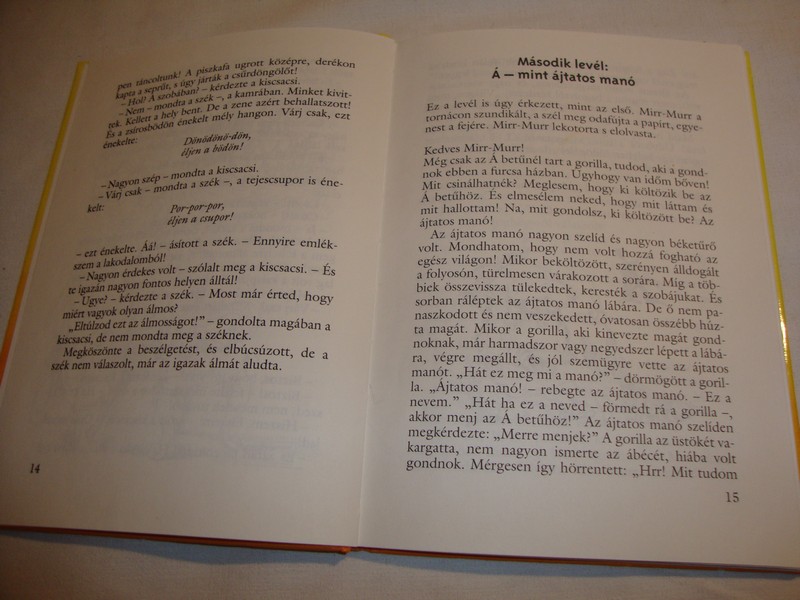 pen táncoltunk! A piszkafa ugrott középre, derékon
kapta a seprűt, s úgy járták a csűrdöngölőt!
– Hol? A szobában? – kérdezte a kiscsacsi.
– Nem – mondta a szék –, a kamrában. Minket kivit-
tek. Kellett a hely bent. De a zene azért behallatszott!
És a zsírosbödön énekelt mély hangon. Várj csak, ezt
énekelte:
Dönödönö-dön,
éljen a bödön!
– Nagyon szép – mondta a kiscsacsi.
– Várj csak – mondta a szék –, a tejescsupor is éne-
kelt:
Por-por-por,
éljen a csupor!
– ezt énekelte. Áá! – ásított a szék. – Ennyire emlék-
szem a lakodalomból!
– Nagyon érdekes volt – szólalt meg a kiscsacsi. – És
te igazán nagyon fontos helyen álltál!
– Ugye? – kérdezte a szék. – Most már érted, hogy
miért vagyok olyan álmos?
„Eltúlzod ezt az álmosságot!” – gondolta magában a
kiscsacsi, de nem mondta meg a széknek.
Megköszönte a beszélgetést, és elbúcsúzott, de a
szék nem válaszolt, már az igazak álmát aludta.
14
Második levél:
Á – mint ájtatos manó
Ez a levél is úgy érkezett, mint az első. Mirr-Murr a
tornácon szundikált, a szél meg odafújta a papírt, egye-
nest a fejére. Mirr-Murr lekotorta s elolvasta.
Kedves Mirr-Murr!
Még csak az Á betűnél tart a gorilla, tudod, aki a gond-
nok ebben a furcsa házban. Úgyhogy van időm bőven!
Mit csinálhatnék? Meglesem, hogy ki költözik be az
Á betűhöz. És elmesélem neked, hogy mit láttam és
mit hallottam! Na, mit gondolsz, ki költözött be? Az
ájtatos manó!
Az ájtatos manó nagyon szelíd és nagyon béketűrő
volt. Mondhatom, hogy nem volt hozzá fogható az
egész világon! Mikor beköltözött, szerényen álldogált
a folyosón, türelmesen várakozott a sorára. Míg a töb-
biek összevissza tülekedtek, keresték a szobájukat. És
sorban ráléptek az ájtatos manó lábára. De ő nem pa-
naszkodott és nem veszekedett, óvatosan összébb húz-
ta magát. Mikor a gorilla, aki kinevezte magát gond-
noknak, már harmadszor vagy negyedszer lépett a lábá-
ra, végre megállt, és jól szemügyre vette az ájtatos
manót. „Hát ez meg mi a manó?” – dörmögött a goril-
la. „Ájtatos manó! – rebegte az ájtatos manó. – Ez a
nevem.” „Hát ha ez a neved – förmedt rá a gorilla –,
akkor menj az Á betűhöz!” Az ájtatos manó szelíden
megkérdezte: „Merre menjek?” A gorilla az üstökét va-
kargatta, nem nagyon ismerte az ábécét, hiába volt
gondnok. Mérgesen így hörrentett: „Hrr! Mit tudom
15